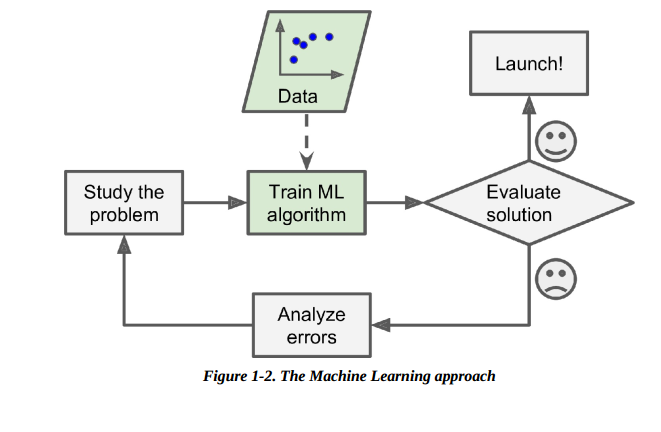 Data
Launch!
Study the
problem
Train ML
algorithm
Evaluate
solution
Analyze
errors
Figure 1-2. The Machine Learning approach